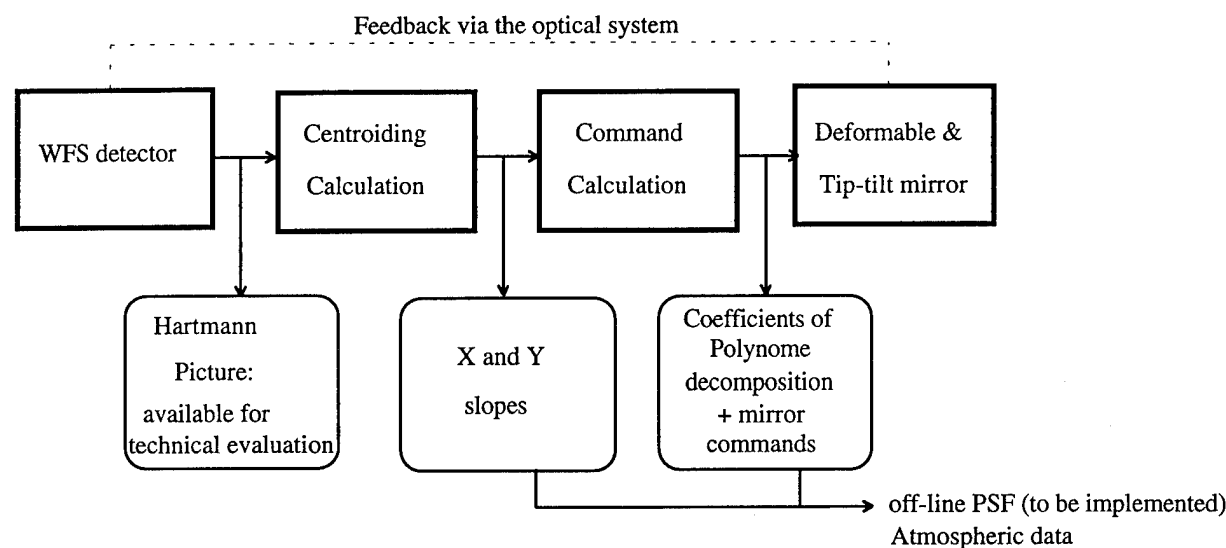 Feedback via the optical system
WFS detector
Centroiding
Calculation
Command
Calculation
Deformable &
Tip-tilt mirror
Hartmann
Picture:
available for
technical evaluation
X and Y
slopes
Coefficients of
Polynome
decomposition
+ mirror
commands
off-line PSF (to be implemented)
Atmospheric data